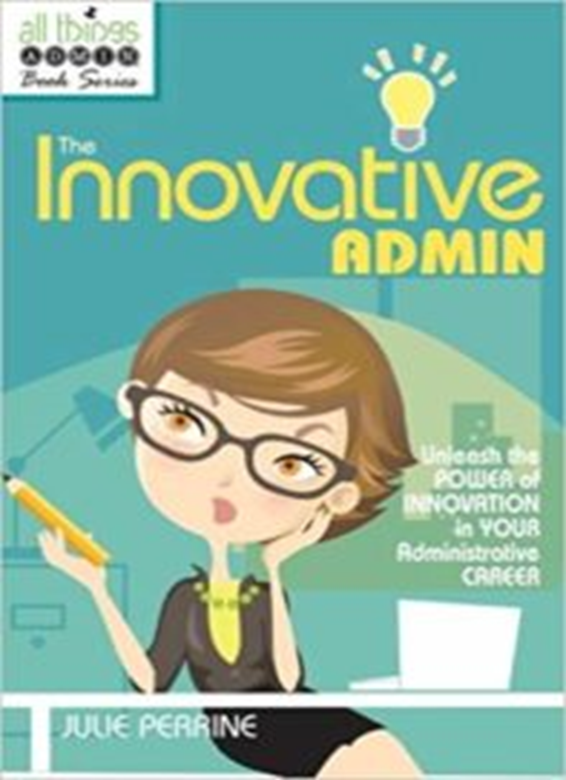 all things
ADMIN
Book Series
The
Innovative
ADMIN
Unleash the
POWER of
INNOVATION
in YOUR
Administrative
CAREER
JULIE PERRINE